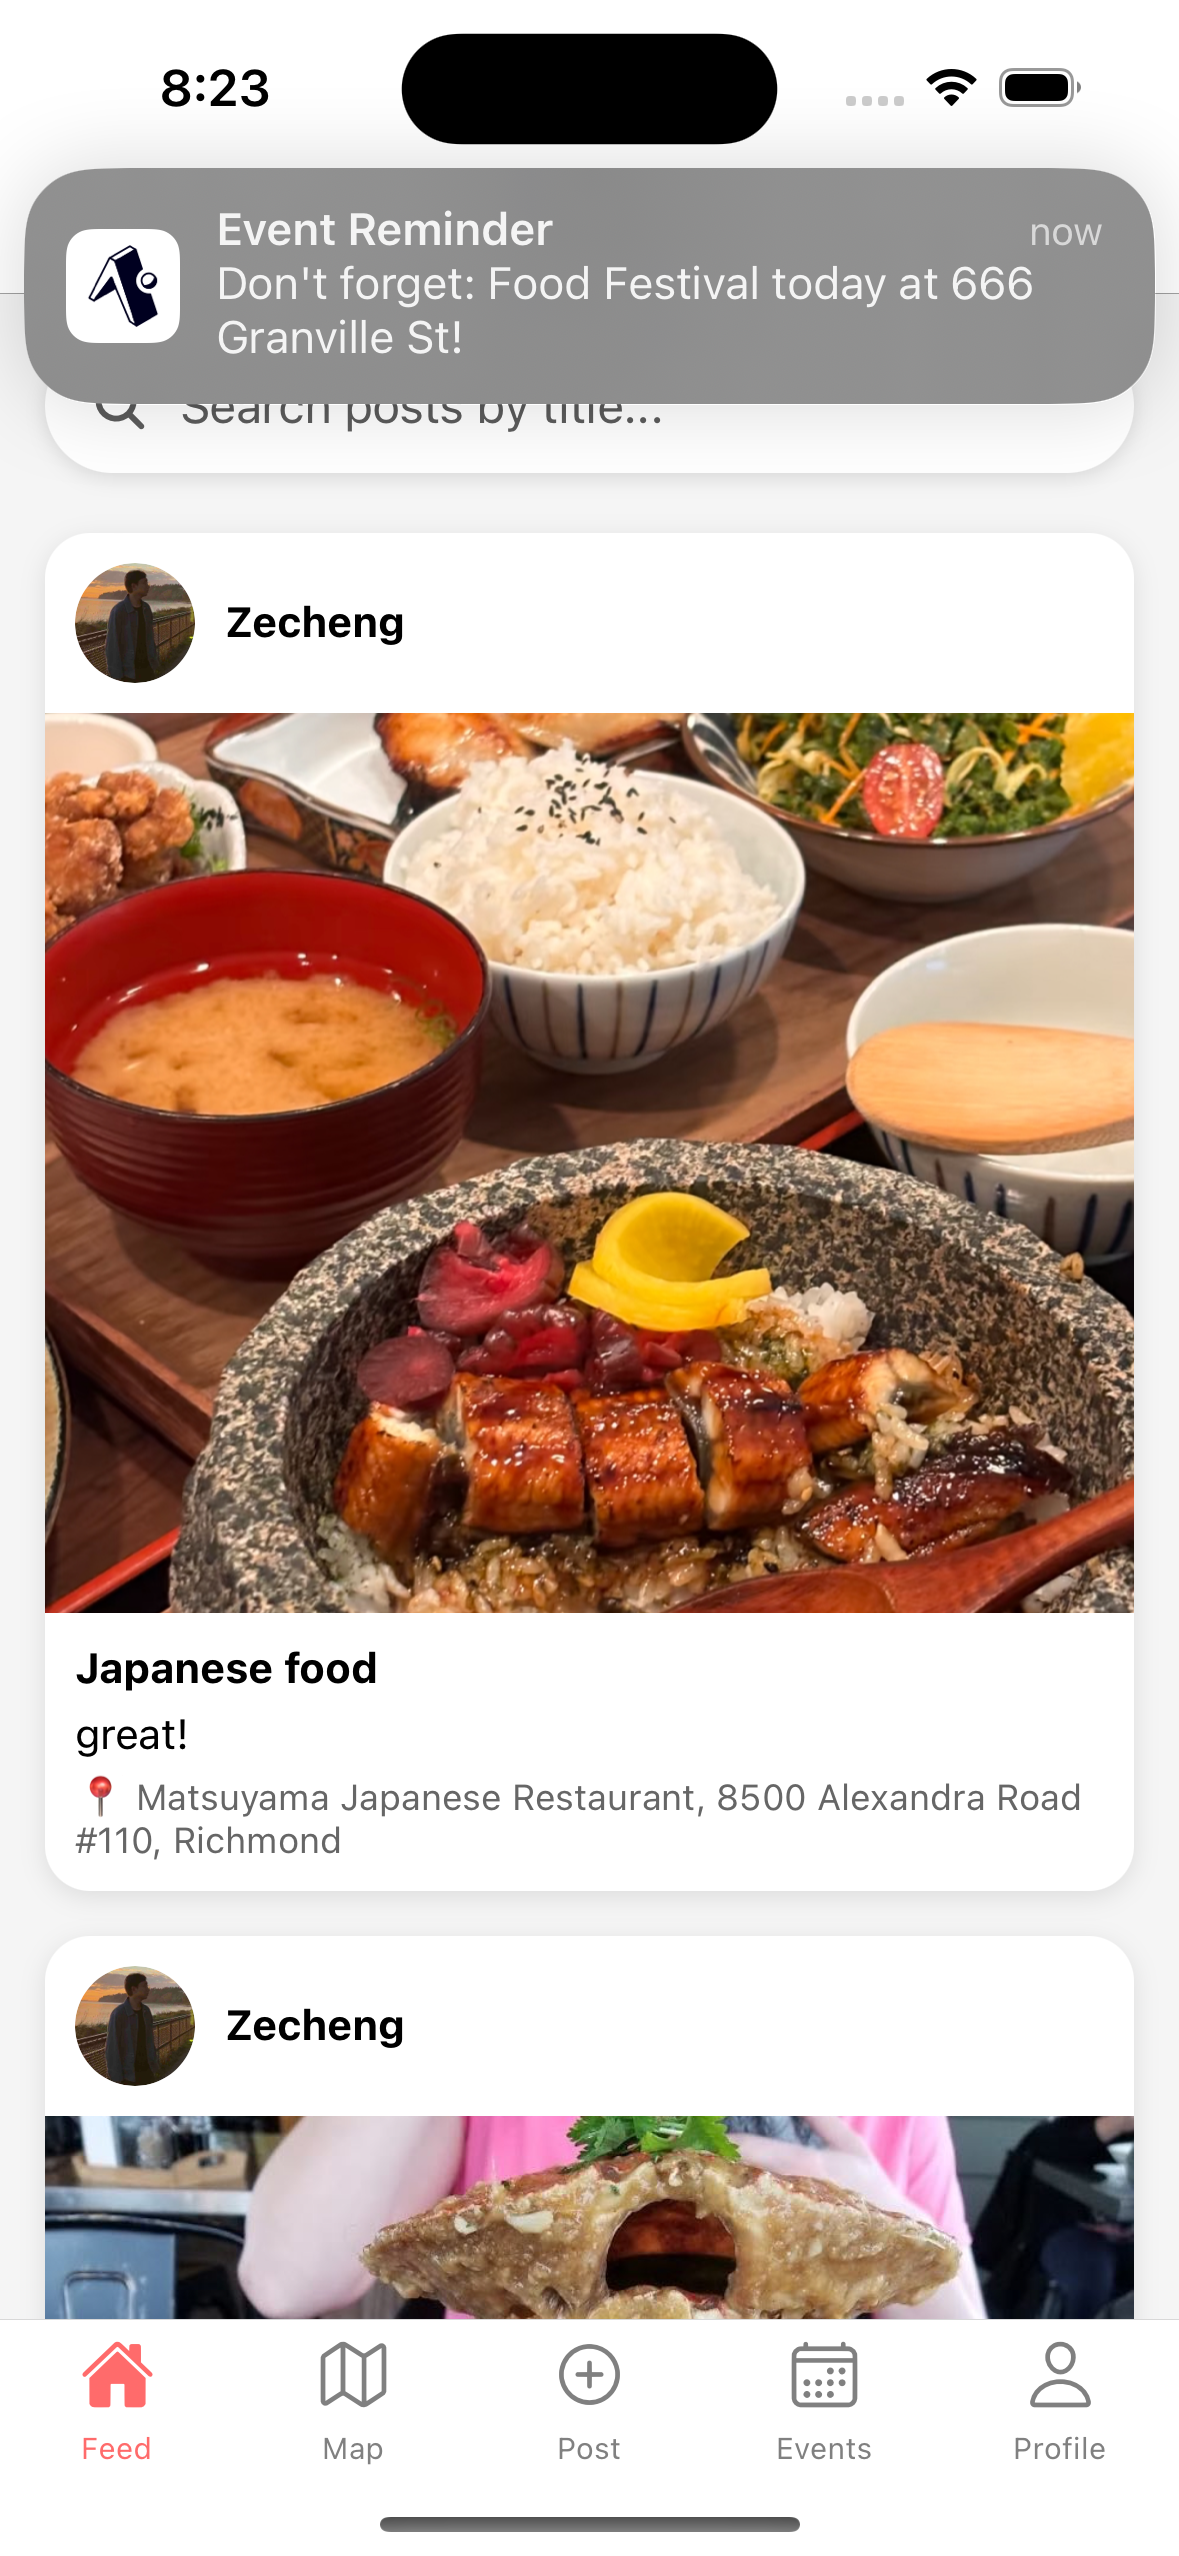 8:23
Event Reminder
now
Don't forget: Food Festival today at 666
Granville St!
Search posts by title...
Zecheng
Japanese food
great!
📍 Matsuyama Japanese Restaurant, 8500 Alexandra Road
#110, Richmond
Zecheng
Feed
Map
Post
Events
Profile